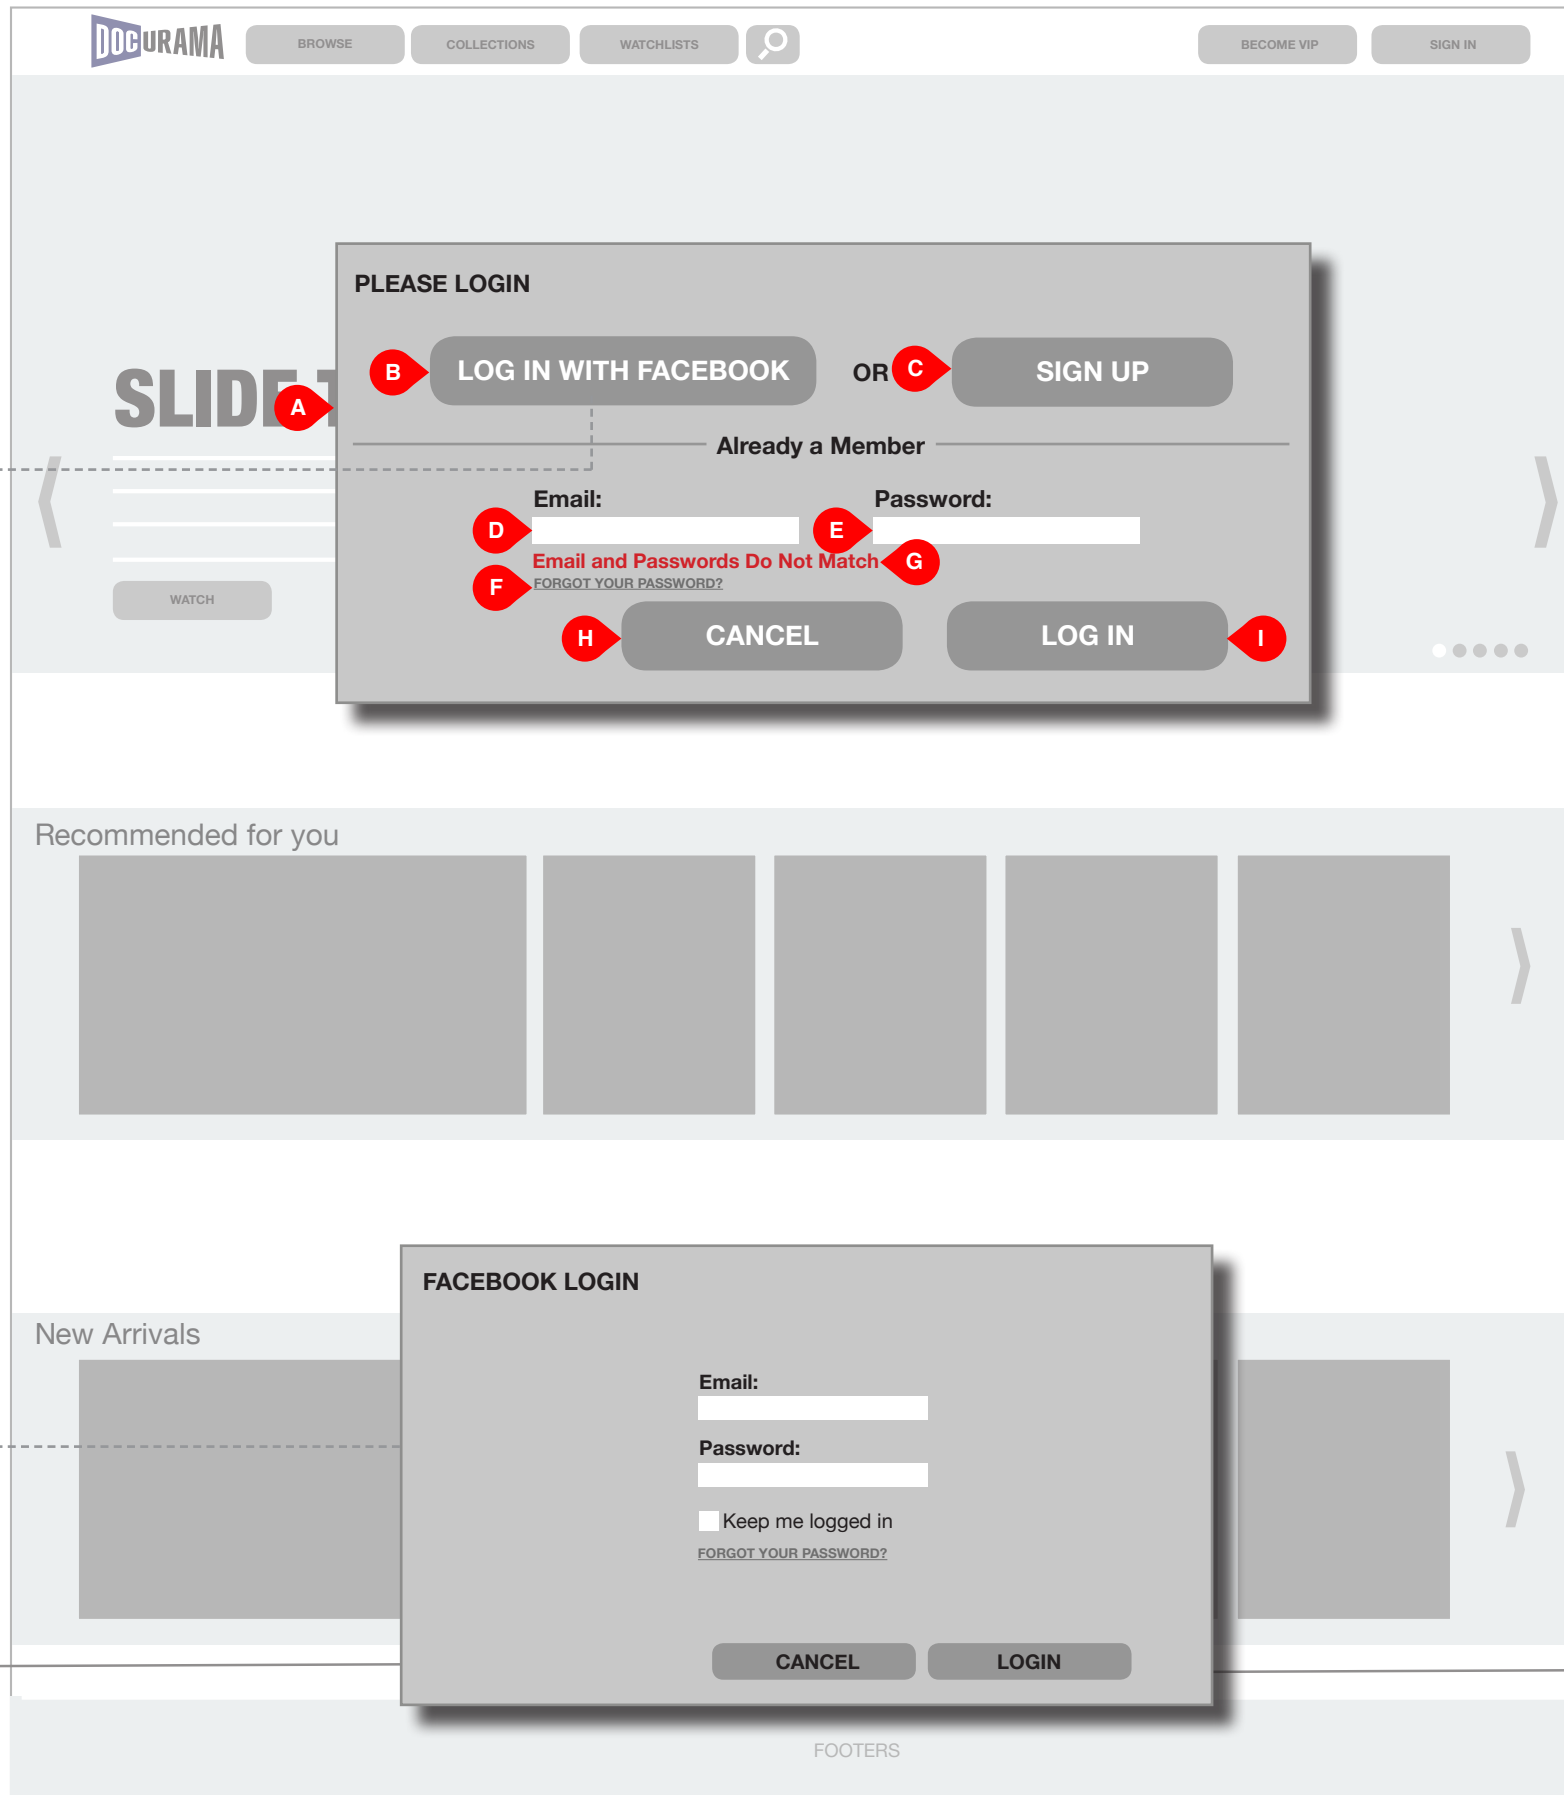 DOCURAMA
BROWSE
COLLECTIONS
WATCHLISTS
BECOME VIP
SIGN IN
PLEASE LOGIN
B
LOG IN WITH FACEBOOK
OR
C
SIGN UP
SLIDE
A
Already a Member
Email:
Password:
D
E
Email and Passwords Do Not Match
G
F
FORGOT YOUR PASSWORD?
WATCH
H
CANCEL
LOG IN
I
Recommended for you
FACEBOOK LOGIN
New Arrivals
Email:
Password:
Keep me logged in
FORGOT YOUR PASSWORD?
CANCEL
LOGIN
FOOTERS